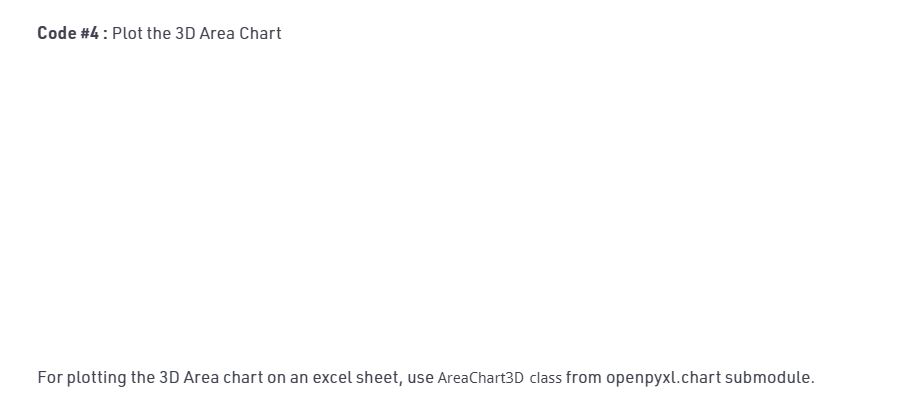 Code #4 : Plot the 3D Area Chart
For plotting the 3D Area chart on an excel sheet, use AreaChart3D class from openpyxl.chart submodule.